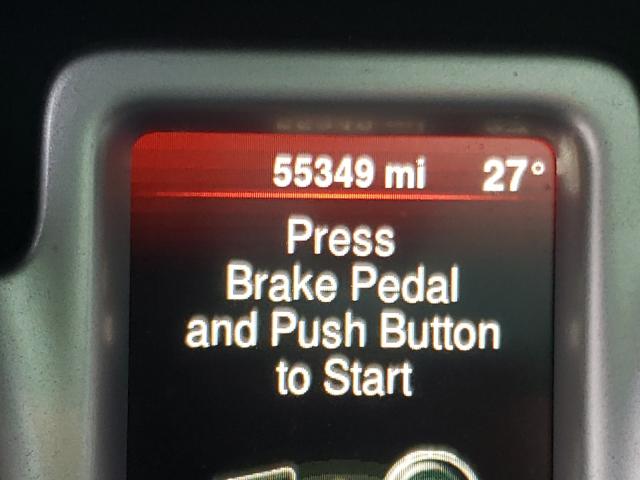 55349 mi 27°
Press
Brake Pedal
and Push Button
to Start